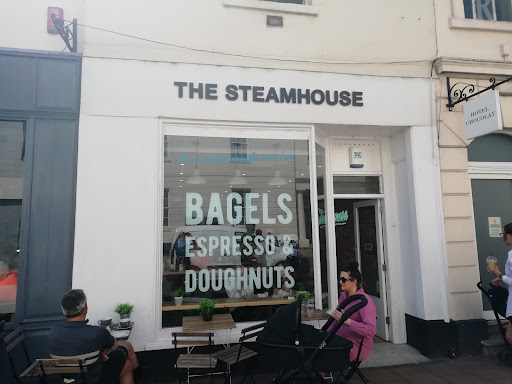 THE STEAMHOUSE
HOTEL
CHOCOLAT
BAGELS
ESPRESSO &
DOUGHNUTS